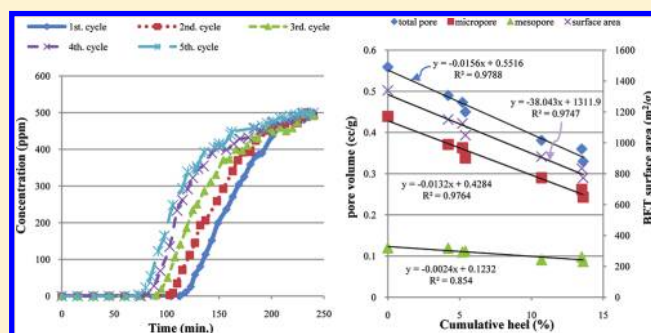 1st. cycle 2nd. cycle 3rd. cycle
4th. cycle 5th. cycle
Concentration (ppm)
600
500
400
300
200
100
0
0 50 100 150 200 250
Time (min.)
total pore micropore mesopore surface area
pore volume (cc/g)
0.6
0.5
0.4
0.3
0.2
0.1
0.0
y = -0.0156x + 0.5516
R² = 0.9788
y = -38.043x + 1311.9
R² = 0.9747
y = -0.0132x + 0.4284
R² = 0.9764
y = -0.0024x + 0.1232
R² = 0.854
1600
1400
1200
1000
800
600
400
200
0
BET surface area (m²/g)
0 5 10 15
Cumulative heel (%)